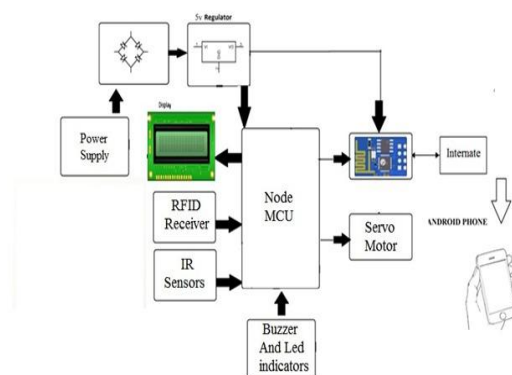 5v Regulator
Display
Power
Supply
Node
MCU
Internate
RFID
Receiver
Servo
Motor
ANDROID PHONE
IR
Sensors
Buzzer
And Led
indicators